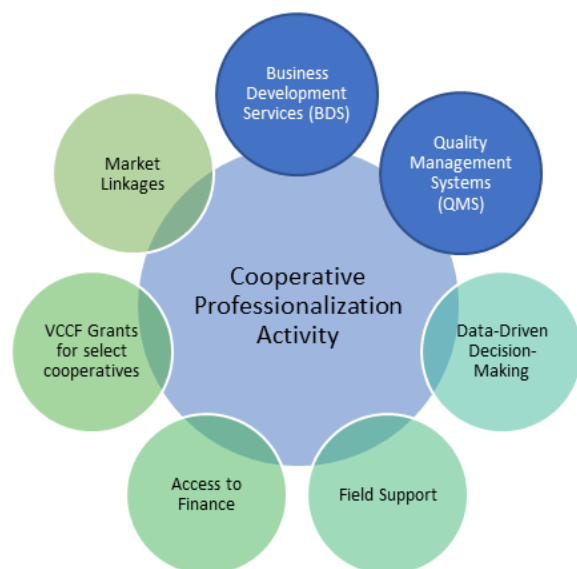 Business
Development
Services (BDS)
Quality
Management
Systems
(QMS)
Market
Linkages
Cooperative
Professionalization
Activity
VCCF Grants
for select
cooperatives
Data-Driven
Decision-
Making
Access to
Finance
Field Support